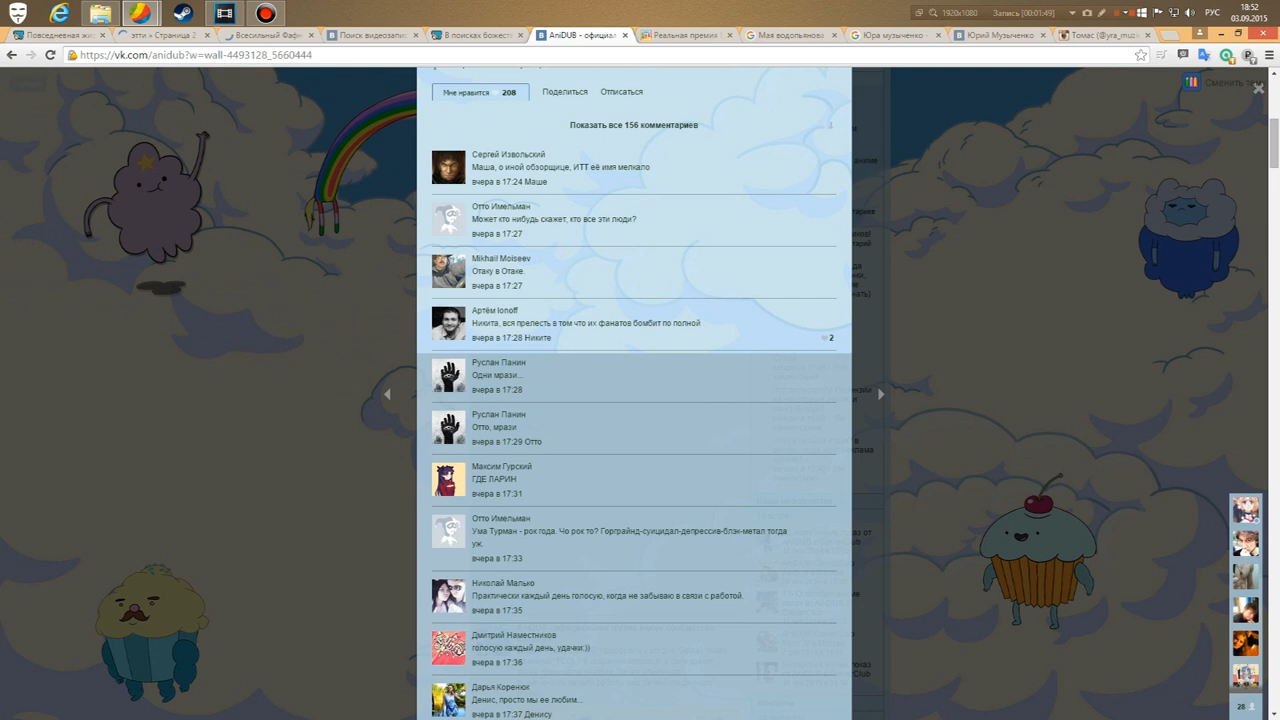 1920x1080 Запись [00:01:49] РУС 18:52
03.09.2015
Повседневная жи
этти » Страница 2
Всесильный Фафн
Поиск видеозапис
В поисках божест
AniDUB - официал
Реальная премия
Мая водопьянова
Юра музыченко -
Юрий Музыченко
Томас (@yra_muzi
https://vk.com/anidub?w=wall-4493128_5660444
Мне нравится 208 Поделиться Отписаться
Сменить
Показать все 156 комментариев
Сергей Извольский
Маша, о иной обзорщице, ИТТ её имя мелкало
вчера в 17:24 Маше
Отто Имельман
Может кто нибудь скажет, кто все эти люди?
вчера в 17:27
Mikhail Moiseev
Отаку в Отаке.
вчера в 17:27
Артём Ionoff
Никита, вся прелесть в том что их фанатов бомбит по полной
вчера в 17:28 Никите 2
Руслан Панин
Одни мрази...
вчера в 17:28
Руслан Панин
Отто, мрази
вчера в 17:29 Отто
Максим Гурский
ГДЕ ЛАРИН
вчера в 17:31
Отто Имельман
Ума Турман - рок года. Чо рок то? Горграйнд-суицидал-депрессив-блэк-метал тогда
уж.
вчера в 17:33
Николай Малько
Практически каждый день голосую, когда не забываю в связи с работой.
вчера в 17:35
Дмитрий Наместников
голосую каждый день, удачки:))
вчера в 17:36
Дарья Коренюк
Денис, просто мы ее любим...
вчера в 17:37 Денису
28